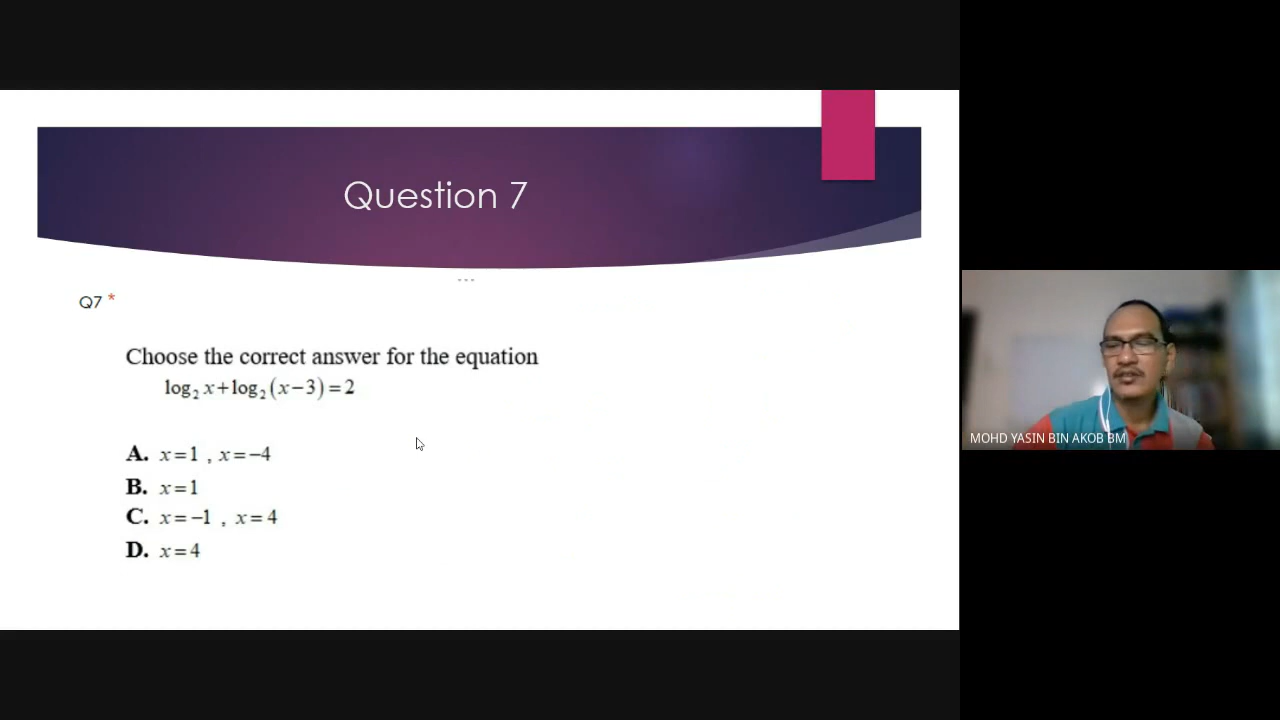 Question 7
Q7 *
Choose the correct answer for the equation
log₂ x+log₂(x−3)=2
A. x=1 , x=−4
B. x=1
C. x=−1 , x=4
D. x=4
MOHD YASIN BIN AKOB BM